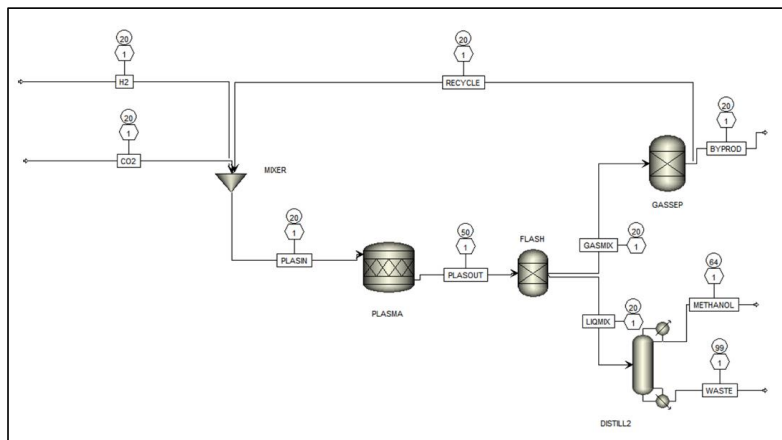 20
1
H2
20
1
RECYCLE
20
1
CO2
20
1
BYPROD
MIXER
GASSEP
20
1
PLASIN
50
1
PLASOUT
FLASH
GASMIX
20
1
PLASMA
64
1
METHANOL
LIQMIX
20
1
99
1
WASTE
DISTILL2